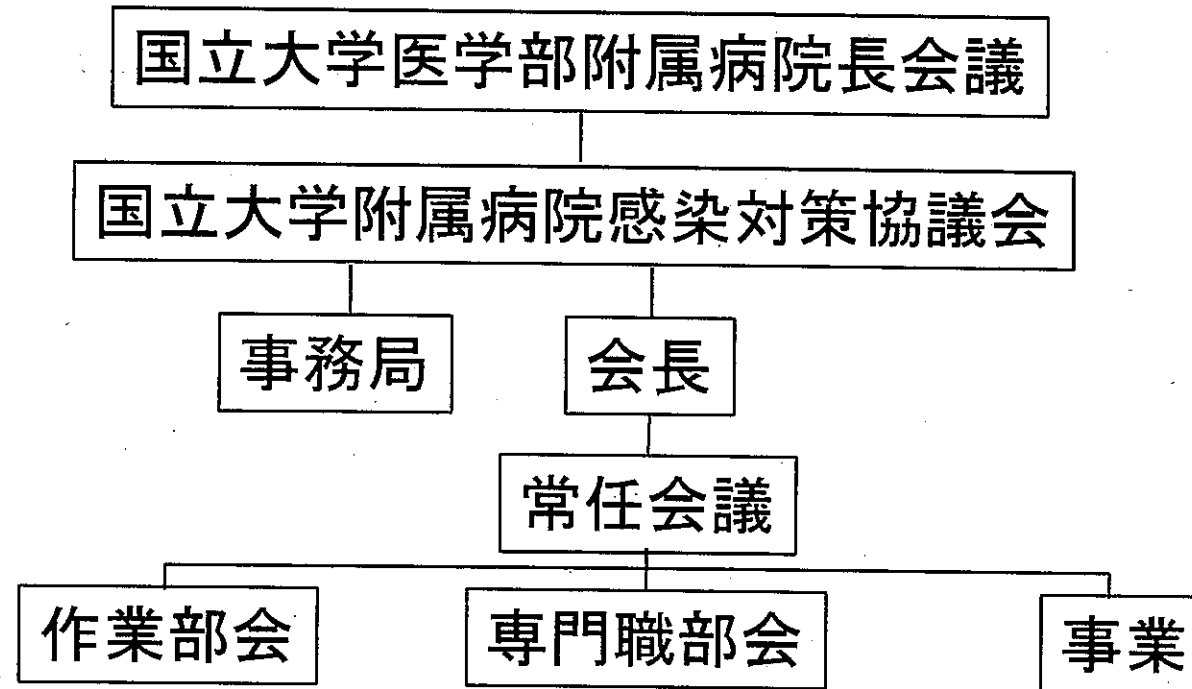 国立大学医学部附属病院長会議
国立大学附属病院感染対策協議会
事務局 会長
常任会議
作業部会 専門職部会 事業